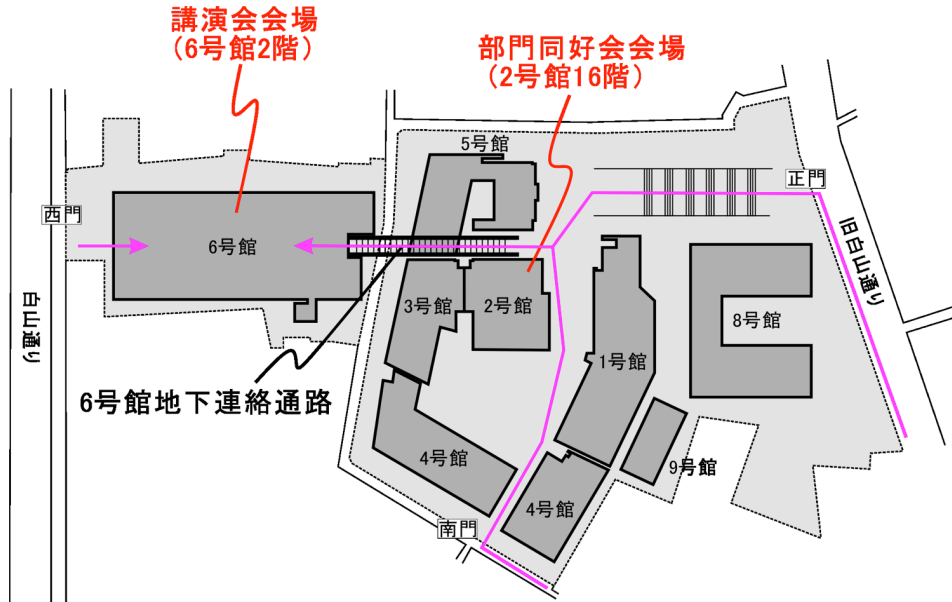 講演会会場
(6号館2階)
部門同好会会場
(2号館16階)
5号館
正門
西門
6号館
旧白山通り
白山通り
3号館
2号館
8号館
1号館
6号館地下連絡通路
4号館
9号館
4号館
南門